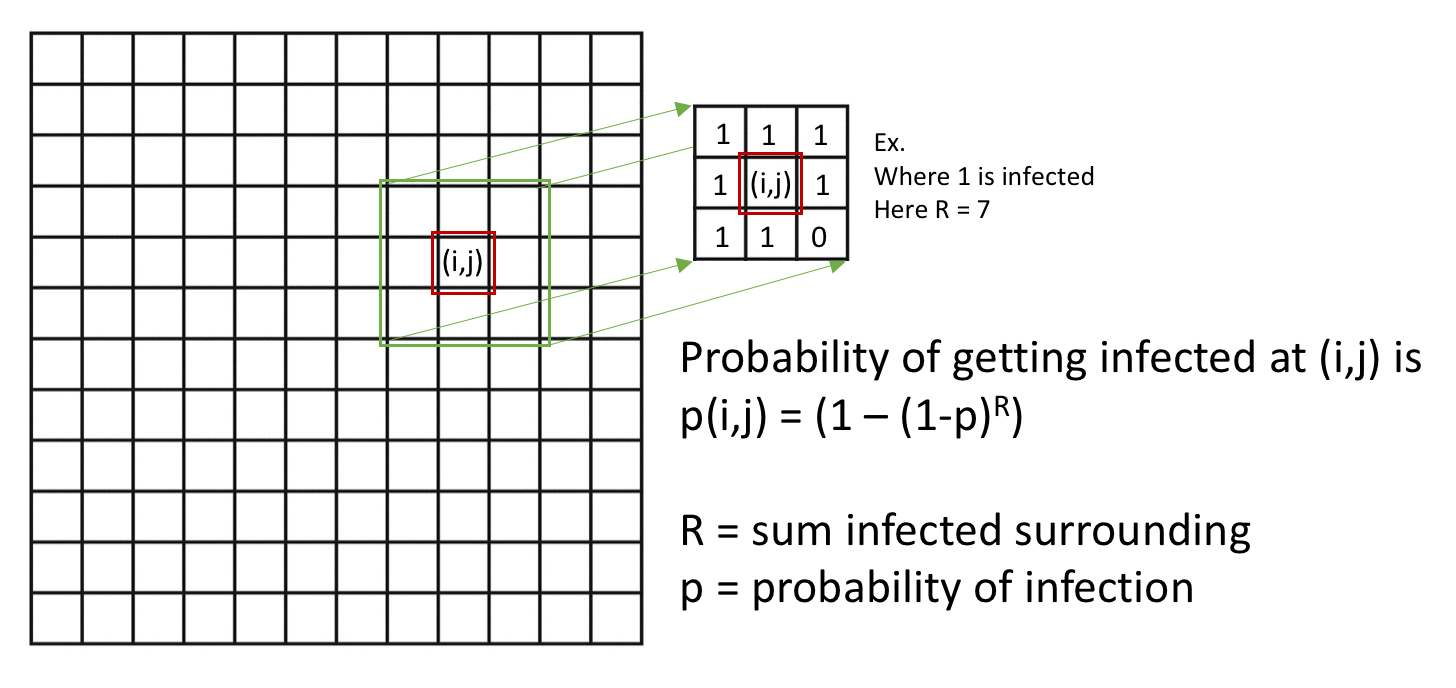 (i,j)
1 1 1
1 (i,j) 1
1 1 0
Ex.
Where 1 is infected
Here R = 7
Probability of getting infected at (i,j) is
p(i,j) = (1 – (1-p)ᴿ)
R = sum infected surrounding
p = probability of infection